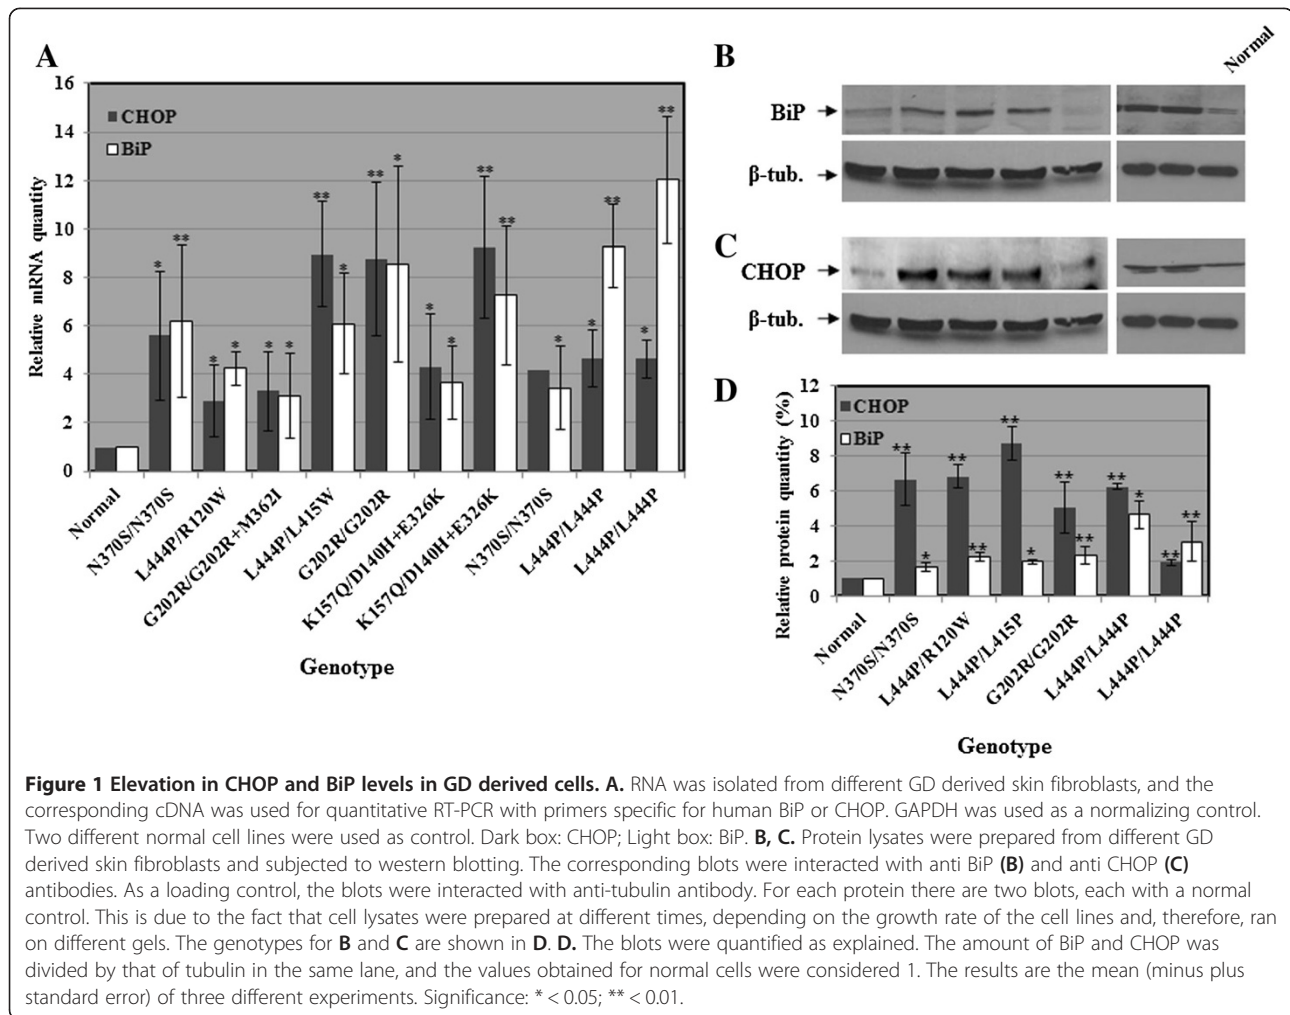 A
16
14
12
10
8
6
4
2
0
Relative mRNA quantity
CHOP
BiP
* ** * * * * ** * ** * * * ** ** * * ** * **
Normal
N370S/N370S
L444P/R120W
G202R/G202R+M362I
L444P/L415W
G202R/G202R
K157Q/D140H+E326K
K157Q/D140H+E326K
N370S/N370S
L444P/L444P
L444P/L444P
Genotype
B
Normal
BiP
β-tub.
C
CHOP
β-tub.
D
12
10
8
6
4
2
0
Relative protein quantity (%)
CHOP
BiP
** * ** ** ** * ** ** ** * ** **
Normal
N370S/N370S
L444P/R120W
L444P/L415P
G202R/G202R
L444P/L444P
L444P/L444P
Genotype
Figure 1 Elevation in CHOP and BiP levels in GD derived cells. A. RNA was isolated from different GD derived skin fibroblasts, and the
corresponding cDNA was used for quantitative RT-PCR with primers specific for human BiP or CHOP. GAPDH was used as a normalizing control.
Two different normal cell lines were used as control. Dark box: CHOP; Light box: BiP. B, C. Protein lysates were prepared from different GD
derived skin fibroblasts and subjected to western blotting. The corresponding blots were interacted with anti BiP (B) and anti CHOP (C)
antibodies. As a loading control, the blots were interacted with anti-tubulin antibody. For each protein there are two blots, each with a normal
control. This is due to the fact that cell lysates were prepared at different times, depending on the growth rate of the cell lines and, therefore, ran
on different gels. The genotypes for B and C are shown in D. D. The blots were quantified as explained. The amount of BiP and CHOP was
divided by that of tubulin in the same lane, and the values obtained for normal cells were considered 1. The results are the mean (minus plus
standard error) of three different experiments. Significance: * < 0.05; ** < 0.01.